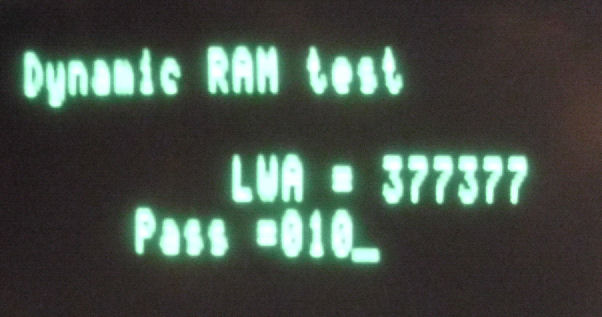 Dynamic RAM test
LWA = 377377
Pass =010_